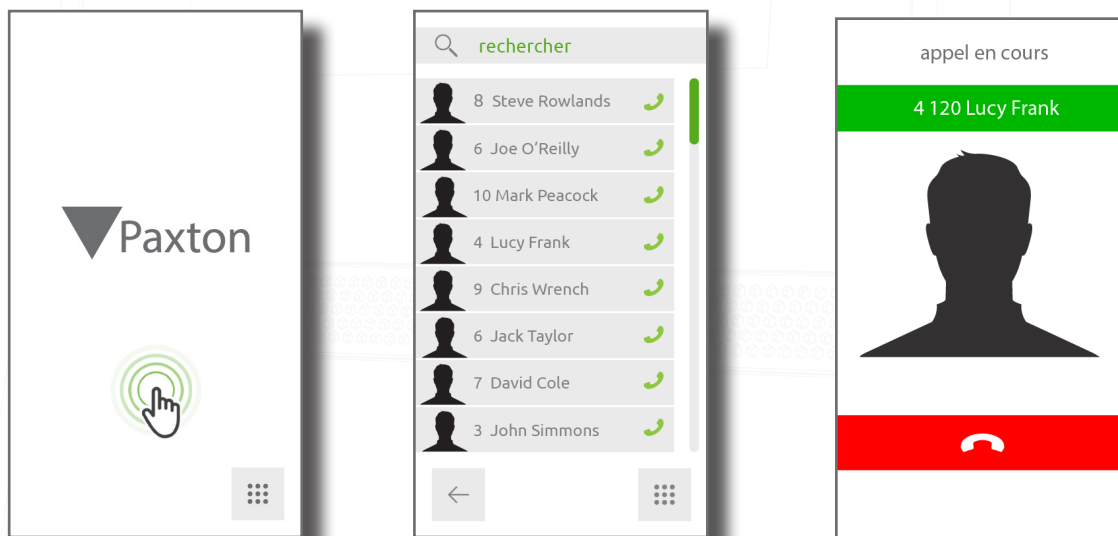 Paxton
rechercher
8 Steve Rowlands
6 Joe O'Reilly
10 Mark Peacock
4 Lucy Frank
9 Chris Wrench
6 Jack Taylor
7 David Cole
3 John Simmons
appel en cours
4 120 Lucy Frank